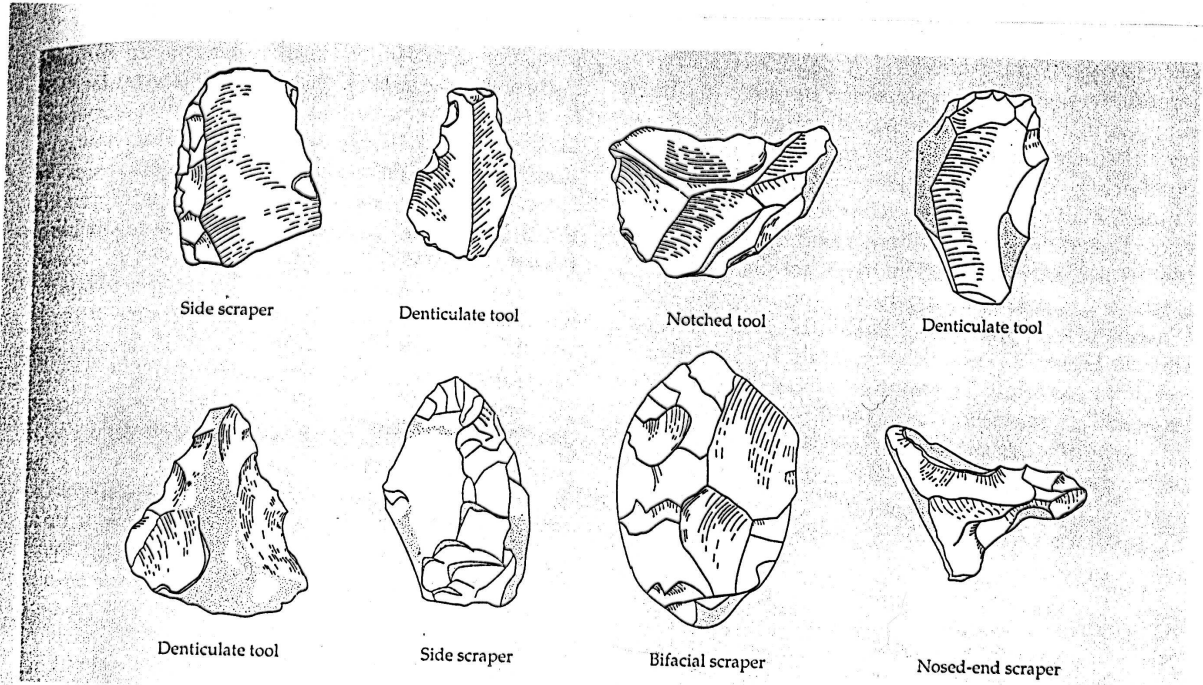 Side scraper
Denticulate tool
Notched tool
Denticulate tool
Denticulate tool
Side scraper
Bifacial scraper
Nosed-end scraper